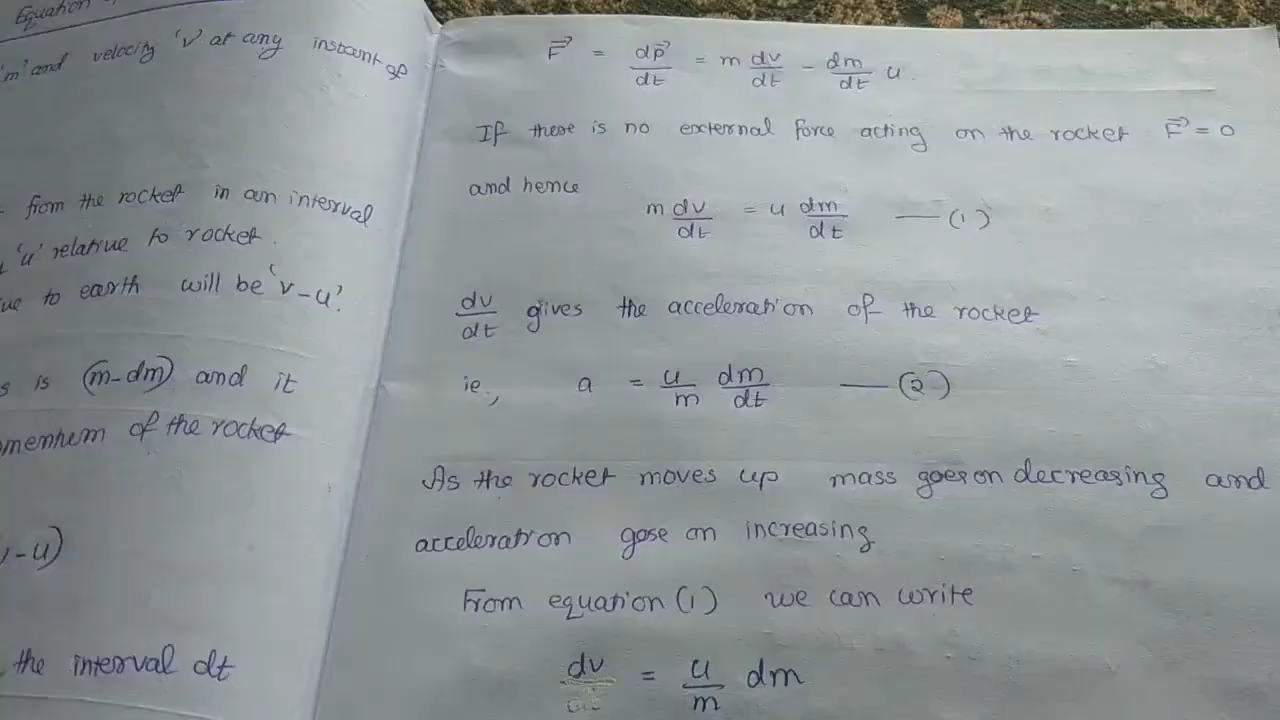 Equation
'm' and velocity 'v' at any instant go
from the rocket in an interval
'u' relative to rocket.
to earth will be 'v-u'.
is (m-dm) and it
of the rocket
-u)
the interval dt
F⃗ = dp⃗/dt = m dv/dt - dm/dt u.
If there is no external force acting on the rocket F⃗ = 0
and hence
m dv/dt = u dm/dt — (1)
dv/dt gives the acceleration of the rocket
ie., a = u/m dm/dt — (2)
As the rocket moves up mass goes on decreasing and
acceleration gose on increasing
From equation (1) we can write
dv = u/m dm